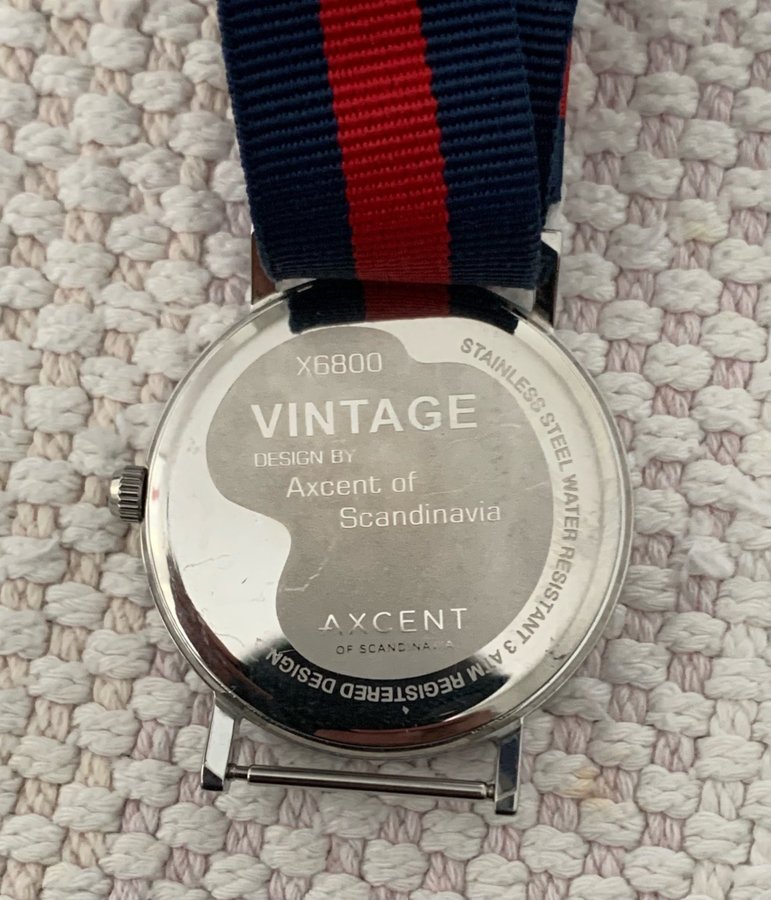 X6800
VINTAGE
DESIGN BY
Axcent of
Scandinavia
AXCENT
OF SCANDINAVIA
STAINLESS STEEL WATER RESISTANT 3 ATM REGISTERED DESIGN